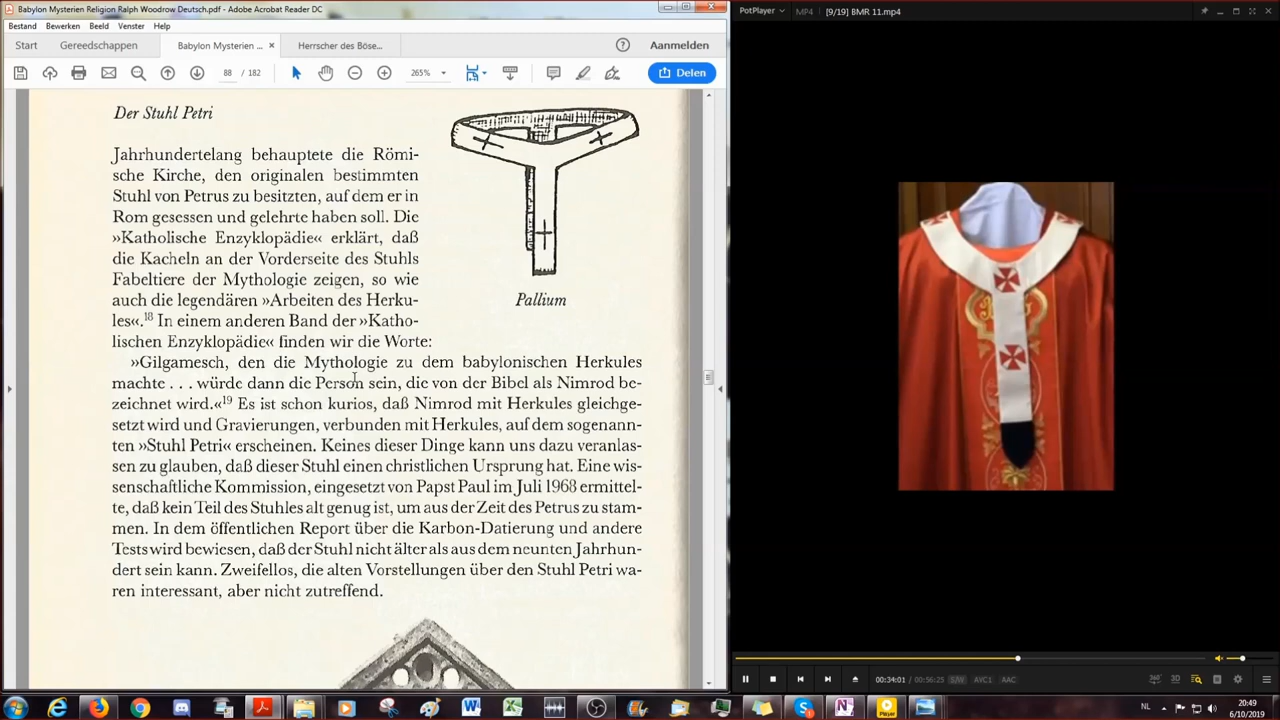 Babylon Mysterien Religion Ralph Woodrow Deutsch.pdf - Adobe Acrobat Reader DC
Bestand Bewerken Beeld Venster Help
Start Gereedschappen Babylon Mysterien ... × Herrscher des Böse... Aanmelden
88 / 182 265% Delen
Der Stuhl Petri
Jahrhundertelang behauptete die Römi-
sche Kirche, den originalen bestimmten
Stuhl von Petrus zu besitzten, auf dem er in
Rom gesessen und gelehrte haben soll. Die
»Katholische Enzyklopädie« erklärt, daß
die Kacheln an der Vorderseite des Stuhls
Fabeltiere der Mythologie zeigen, so wie
auch die legendären »Arbeiten des Herku-
les«.18 In einem anderen Band der »Katho-
lischen Enzyklopädie« finden wir die Worte:
Pallium
»Gilgamesch, den die Mythologie zu dem babylonischen Herkules
machte . . . würde dann die Person sein, die von der Bibel als Nimrod be-
zeichnet wird.«19 Es ist schon kurios, daß Nimrod mit Herkules gleichge-
setzt wird und Gravierungen, verbunden mit Herkules, auf dem sogenann-
ten »Stuhl Petri« erscheinen. Keines dieser Dinge kann uns dazu veranlas-
sen zu glauben, daß dieser Stuhl einen christlichen Ursprung hat. Eine wis-
senschaftliche Kommission, eingesetzt von Papst Paul im Juli 1968 ermittel-
te, daß kein Teil des Stuhles alt genug ist, um aus der Zeit des Petrus zu stam-
men. In dem öffentlichen Report über die Karbon-Datierung und andere
Tests wird bewiesen, daß der Stuhl nicht älter als aus dem neunten Jahrhun-
dert sein kann. Zweifellos, die alten Vorstellungen über den Stuhl Petri wa-
ren interessant, aber nicht zutreffend.
PotPlayer MP4 [9/19] BMR 11.mp4
00:34:01 / 00:56:25 S/W AVC1 AAC
360° 3D
NL 20:49
6/10/2019